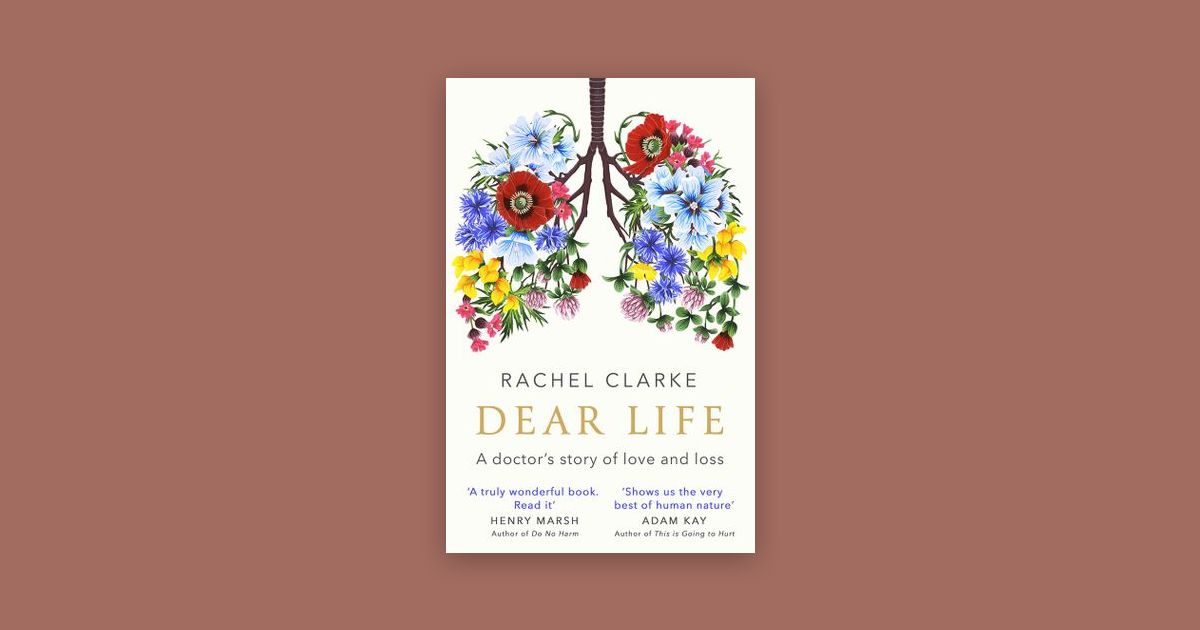 RACHEL CLARKE
DEAR LIFE
A doctor's story of love and loss
'A truly wonderful book.
Read it'
HENRY MARSH
Author of Do No Harm
'Shows us the very
best of human nature'
ADAM KAY
Author of This is Going to Hurt